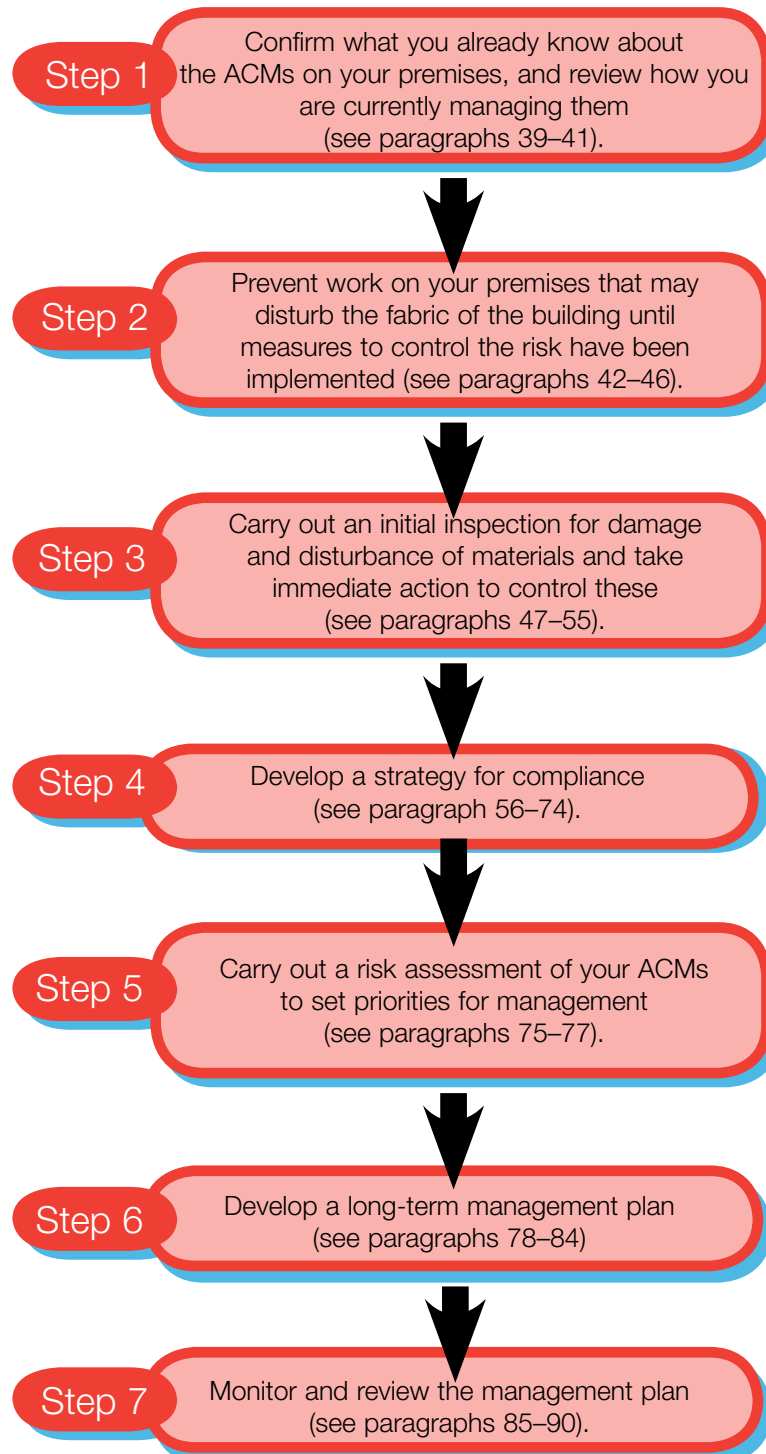 Step 1
Confirm what you already know about
the ACMs on your premises, and review how you
are currently managing them
(see paragraphs 39–41).
Step 2
Prevent work on your premises that may
disturb the fabric of the building until
measures to control the risk have been
implemented (see paragraphs 42–46).
Step 3
Carry out an initial inspection for damage
and disturbance of materials and take
immediate action to control these
(see paragraphs 47–55).
Step 4
Develop a strategy for compliance
(see paragraph 56–74).
Step 5
Carry out a risk assessment of your ACMs
to set priorities for management
(see paragraphs 75–77).
Step 6
Develop a long-term management plan
(see paragraphs 78–84)
Step 7
Monitor and review the management plan
(see paragraphs 85–90).